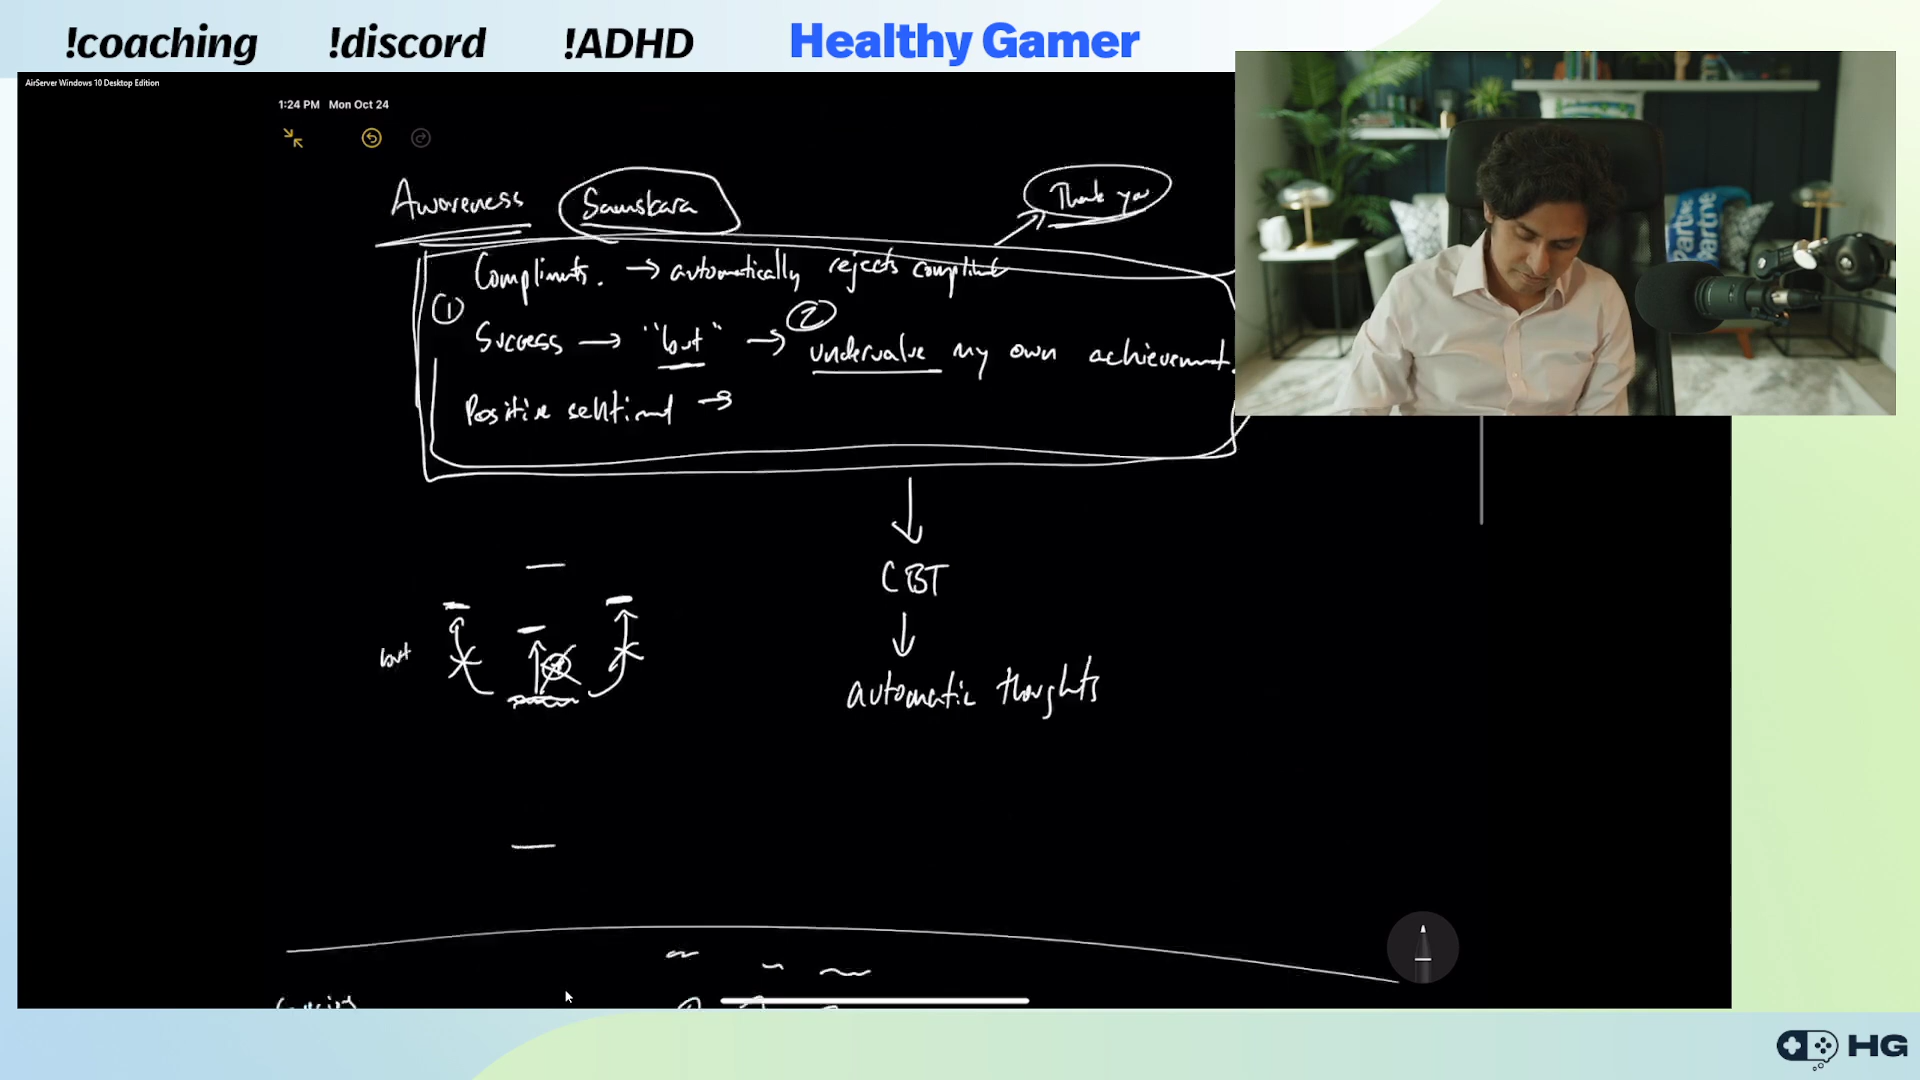 !coaching !discord !ADHD Healthy Gamer
AirServer Windows 10 Desktop Edition
1:24 PM Mon Oct 24
Awareness Samskara Thank you
Compliments. → automatically rejects compliment
① Success → "but" → ② undervalue my own achievement.
Positive sentiment →
CBT
but
automatic thoughts
HG